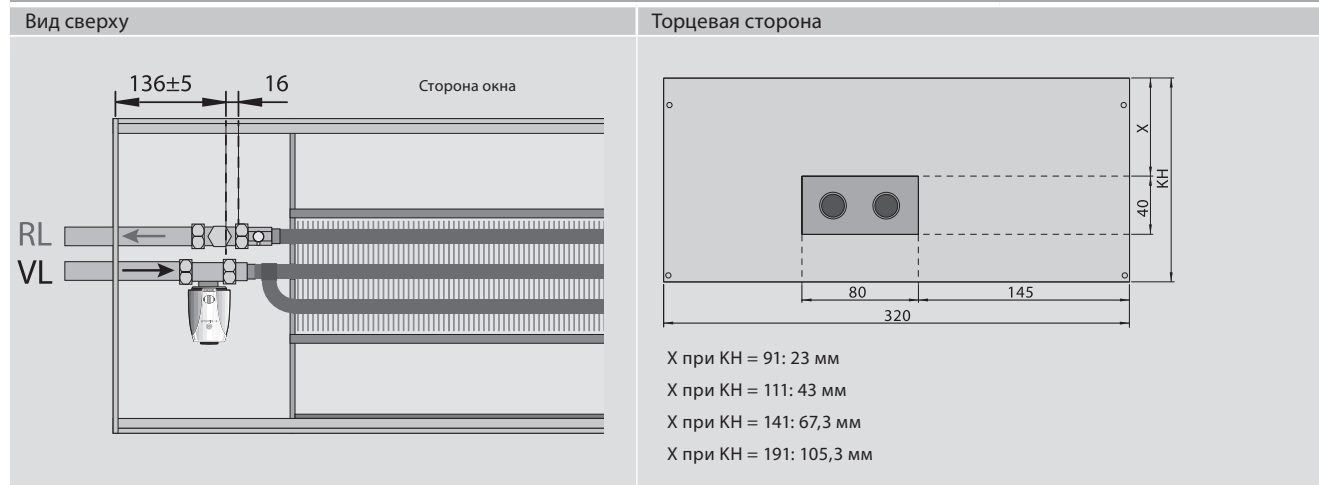 Вид сверху
Торцевая сторона
136±5
16
Сторона окна
RL
VL
X
KH
40
80
145
320
X при KH = 91: 23 мм
X при KH = 111: 43 мм
X при KH = 141: 67,3 мм
X при KH = 191: 105,3 мм